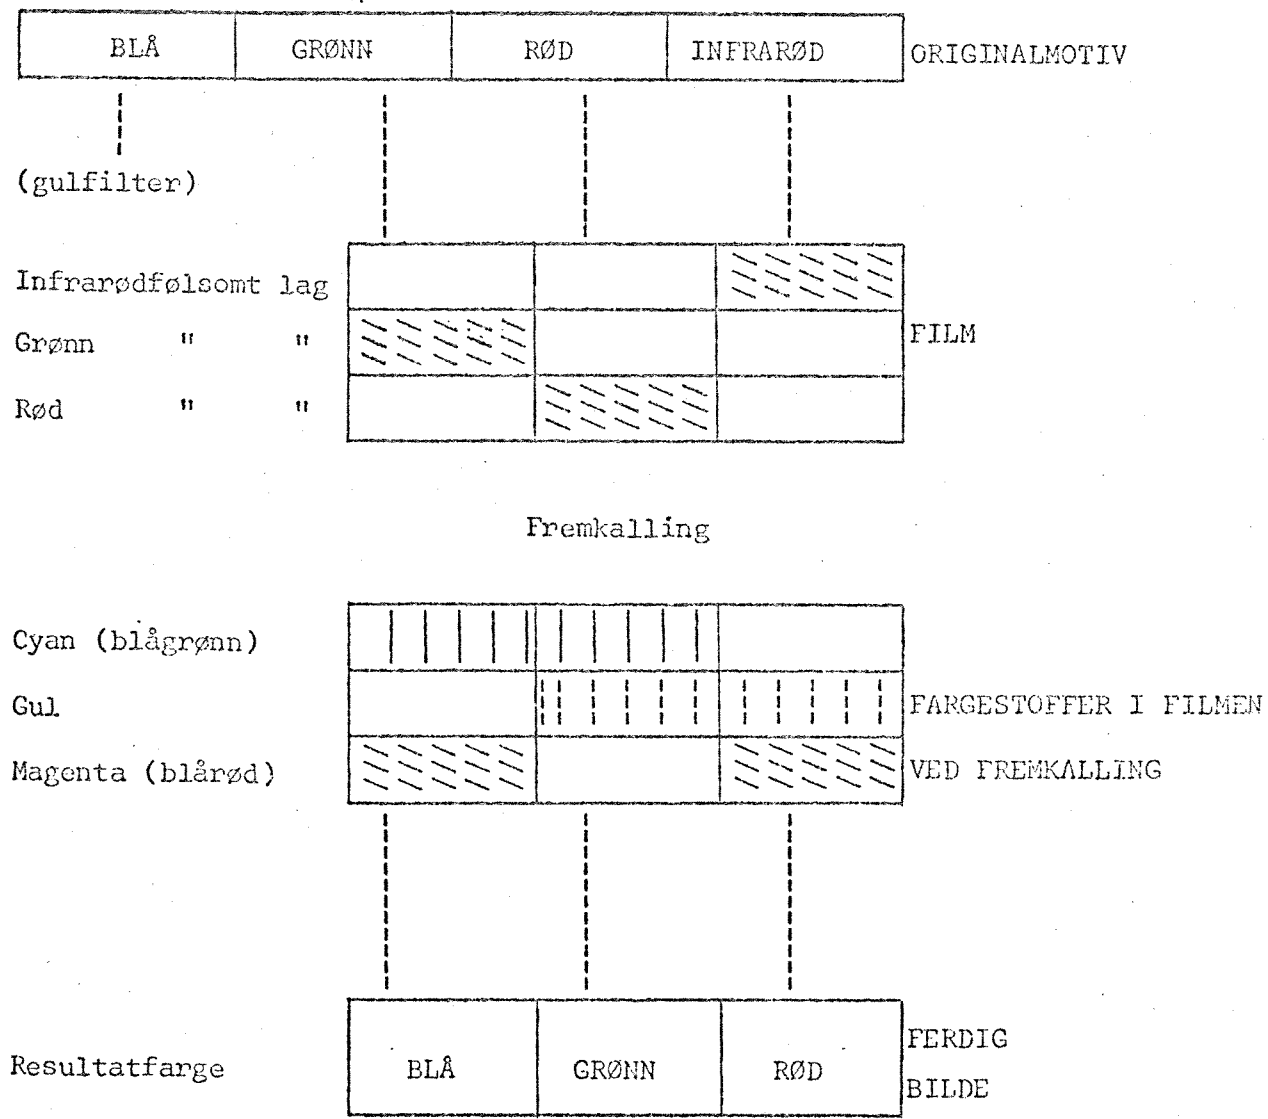 BLÅ GRØNN RØD INFRARØD ORIGINALMOTIV
(gulfilter)
Infrarødfølsomt lag
Grønn " "
FILM
Rød " "
Fremkalling
Cyan (blågrønn)
Gul FARGESTOFFER I FILMEN
Magenta (blårød) VED FREMKALLING
FERDIG
Resultatfarge BLÅ GRØNN RØD
BILDE